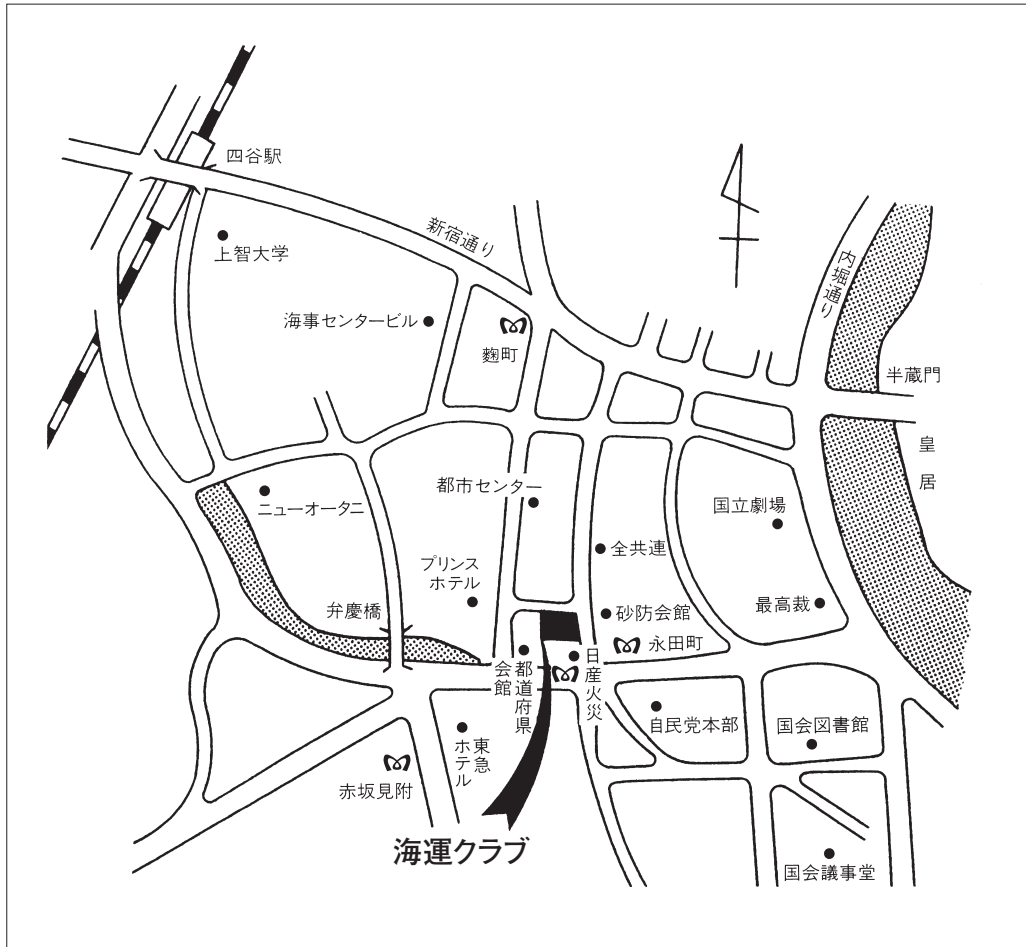 四谷駅
新宿通り
上智大学
内堀通り
海事センタービル
麴町
半蔵門
皇居
都市センター
ニューオータニ
国立劇場
全共連
プリンス
ホテル
最高裁
砂防会館
弁慶橋
永田町
都道府県
会館
日産火災
自民党本部
国会図書館
東急
ホテル
赤坂見附
海運クラブ
国会議事堂